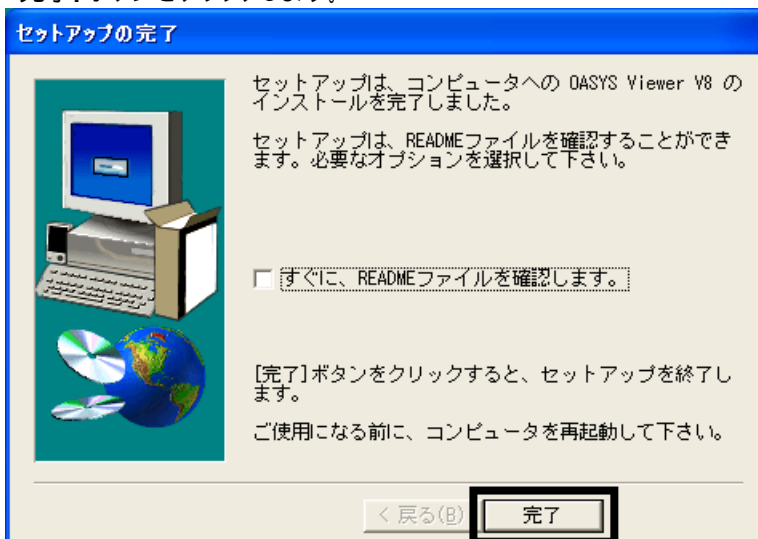 セットアップの完了
セットアップは、コンピュータへの OASYS Viewer V8 の
インストールを完了しました。
セットアップは、READMEファイルを確認することができ
ます。必要なオプションを選択して下さい。
すぐに、READMEファイルを確認します。
[完了]ボタンをクリックすると、セットアップを終了し
ます。
ご使用になる前に、コンピュータを再起動して下さい。
< 戻る(B)
完了